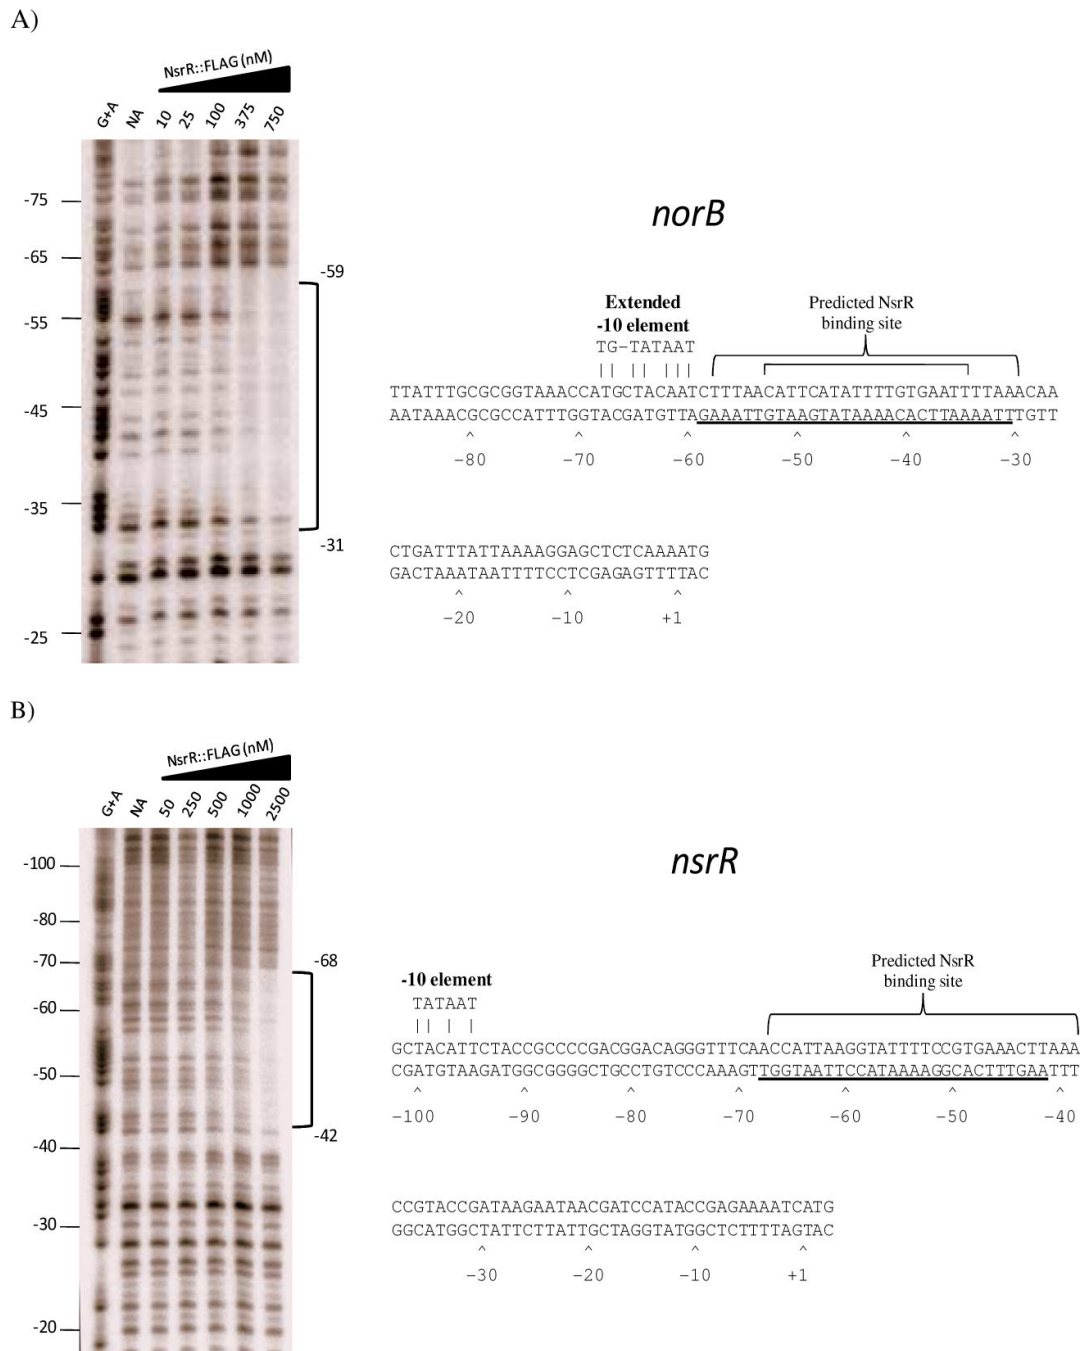 A)
NsrR::FLAG (nM)
G+A NA 10 25 100 375 750
-75
-65
-55
-45
-35
-25
-59
-31
norB
Extended
-10 element
TG-TATAAT
Predicted NsrR
binding site
TTATTTGCGCGGTAAACCATGCTACAATCTTTAACATTCATATTTTGTGAATTTTAAACAA
AATAAACGCGCCATTTGGTACGATGTTAGAAATTGTAAGTATAAAACACTTAAAATTTGTT
^ ^ ^ ^ ^ ^
-80 -70 -60 -50 -40 -30
CTGATTTATTAAAAGGAGCTCTCAAAATG
GACTAAATAATTTTCCTCGAGAGTTTTAC
^ ^ ^
-20 -10 +1
B)
NsrR::FLAG (nM)
G+A NA 50 250 500 1000 2500
-100
-80
-70
-60
-50
-40
-30
-20
-68
-42
nsrR
-10 element
TATAAT
Predicted NsrR
binding site
GCTACATTCTACCGCCCCGACGGACAGGGTTTCAACCATTAAGGTATTTTCCGTGAAACTTAAA
CGATGTAAGATGGCGGGGCTGCCTGTCCCAAAGTTGGTAATTCCATAAAAGGCACTTTGAATTT
^ ^ ^ ^ ^ ^ ^
-100 -90 -80 -70 -60 -50 -40
CCGTACCGATAAGAATAACGATCCATACCGAGAAAATCATG
GGCATGGCTATTCTTATTGCTAGGTATGGCTCTTTTAGTAC
^ ^ ^ ^
-30 -20 -10 +1